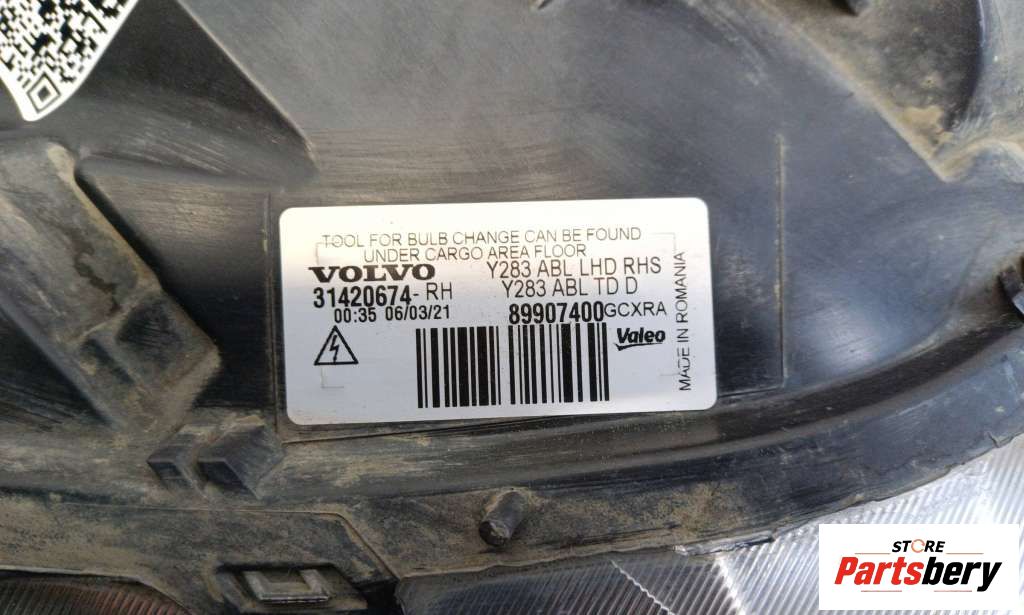 TOOL FOR BULB CHANGE CAN BE FOUND
UNDER CARGO AREA FLOOR
VOLVO Y283 ABL LHD RHS
31420674-RH Y283 ABL TD D
00:35 06/03/21 89907400GCXRA
Valeo
MADE IN ROMANIA
STORE
Partsbery